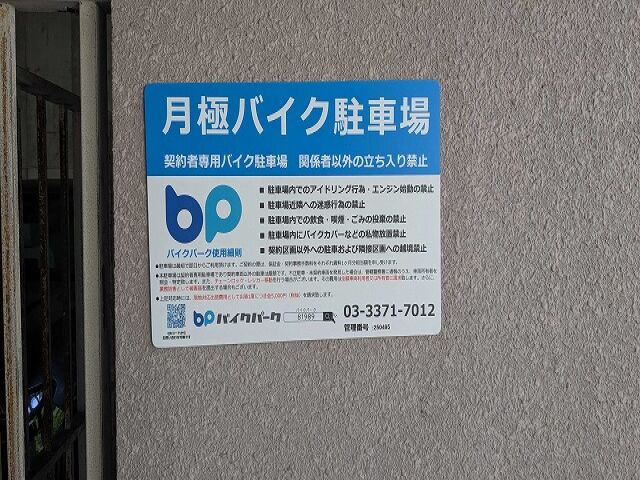 月極バイク駐車場
契約者専用バイク駐車場 関係者以外の立ち入り禁止
bp
バイクパーク使用細則
■ 駐車場内でのアイドリング行為・エンジン始動の禁止
■ 駐車場近隣への迷惑行為の禁止
■ 駐車場内での飲食・喫煙・ごみの投棄の禁止
■ 駐車場内にバイクカバーなどの私物放置禁止
■ 契約区画以外への駐車および隣接区画への越境禁止
bp バイクパーク
バイクパーク
81989
03-3371-7012
管理番号:250495